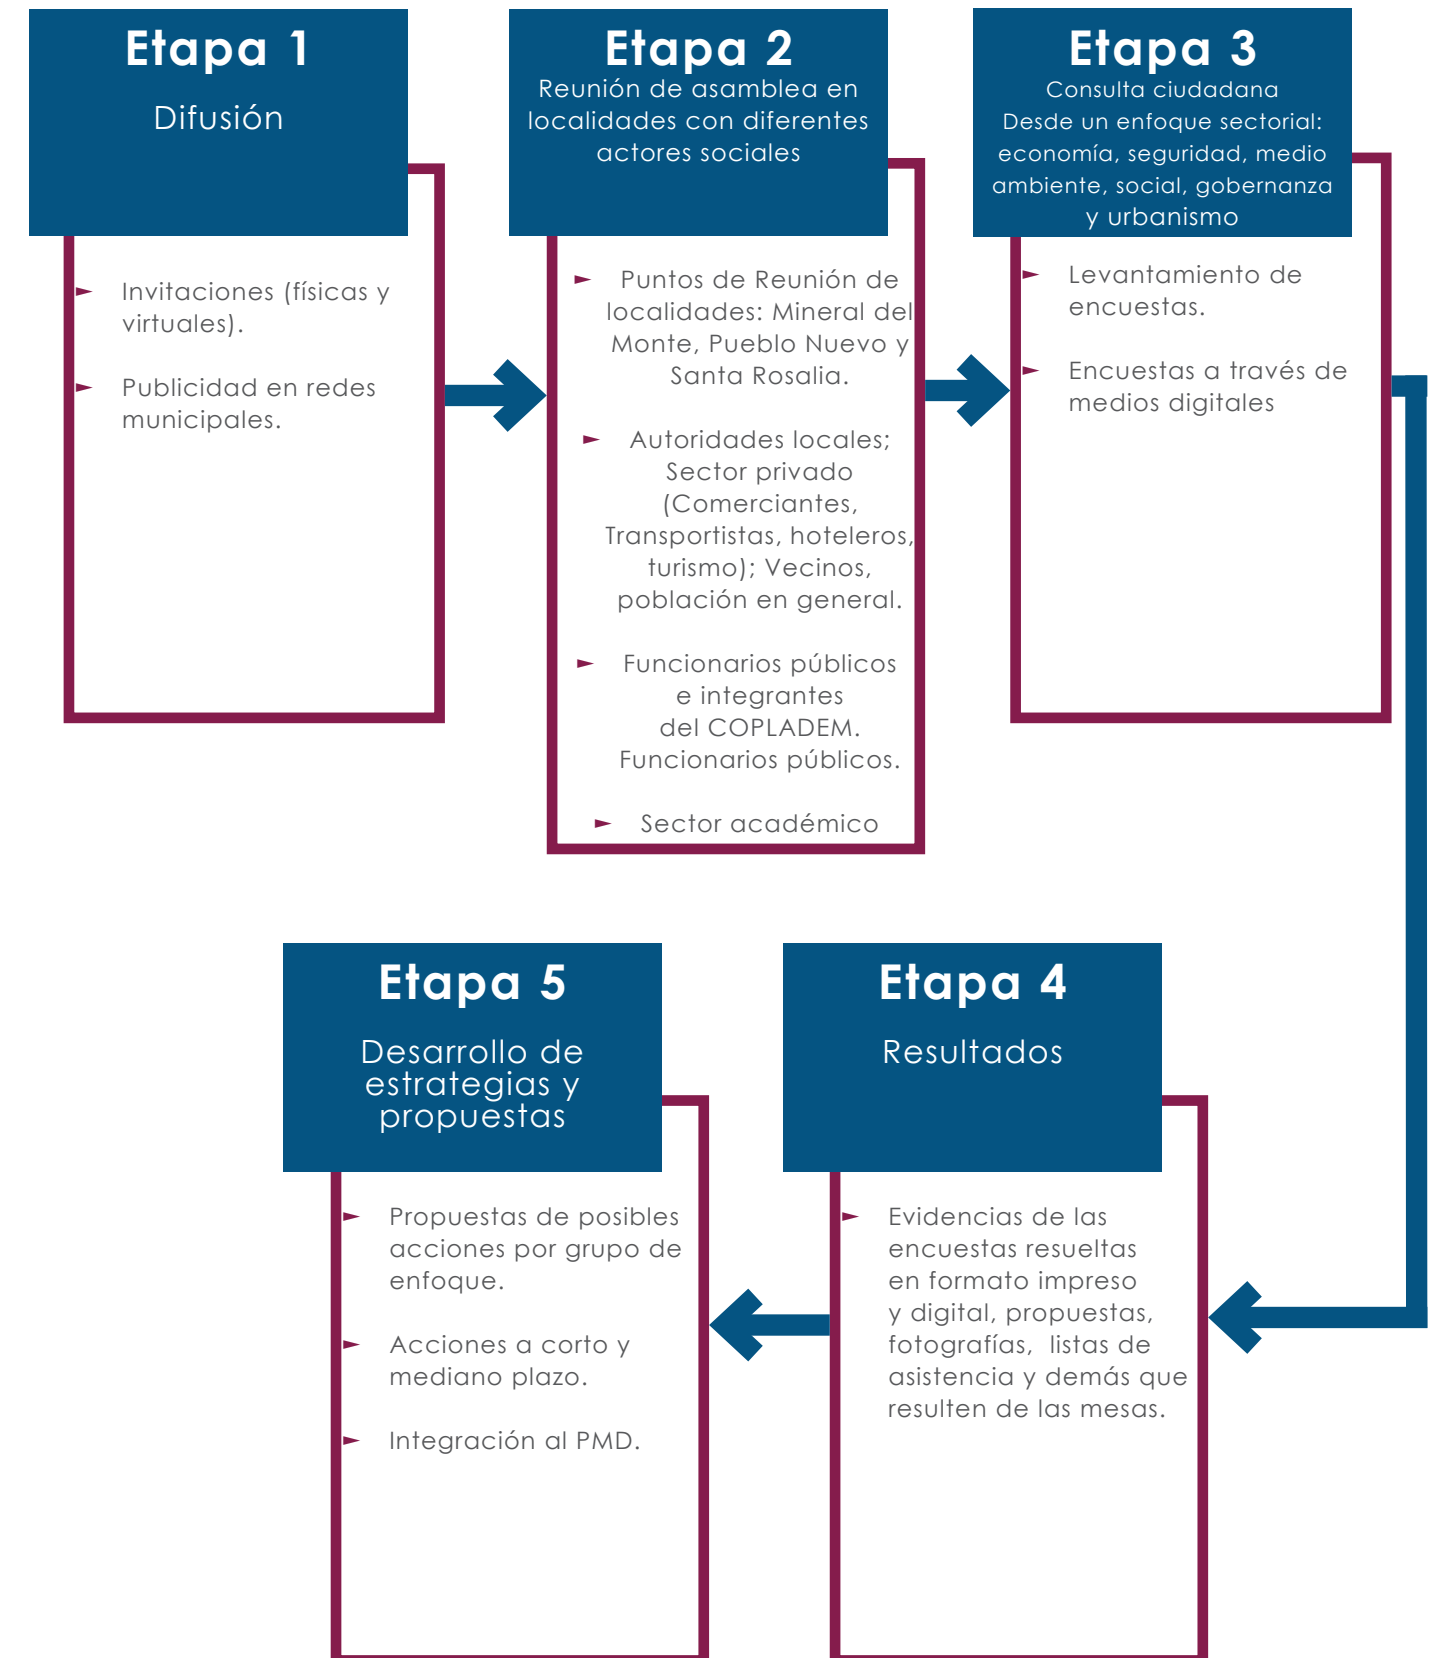 Etapa 1
Difusión
► Invitaciones (físicas y
virtuales).
► Publicidad en redes
municipales.
Etapa 2
Reunión de asamblea en
localidades con diferentes
actores sociales
► Puntos de Reunión de
localidades: Mineral del
Monte, Pueblo Nuevo y
Santa Rosalia.
► Autoridades locales;
Sector privado
(Comerciantes,
Transportistas, hoteleros,
turismo); Vecinos,
población en general.
► Funcionarios públicos
e integrantes
del COPLADEM.
Funcionarios públicos.
► Sector académico
Etapa 3
Consulta ciudadana
Desde un enfoque sectorial:
economía, seguridad, medio
ambiente, social, gobernanza
y urbanismo
► Levantamiento de
encuestas.
► Encuestas a través de
medios digitales
Etapa 4
Resultados
► Evidencias de las
encuestas resueltas
en formato impreso
y digital, propuestas,
fotografías, listas de
asistencia y demás que
resulten de las mesas.
Etapa 5
Desarrollo de
estrategias y
propuestas
► Propuestas de posibles
acciones por grupo de
enfoque.
► Acciones a corto y
mediano plazo.
► Integración al PMD.